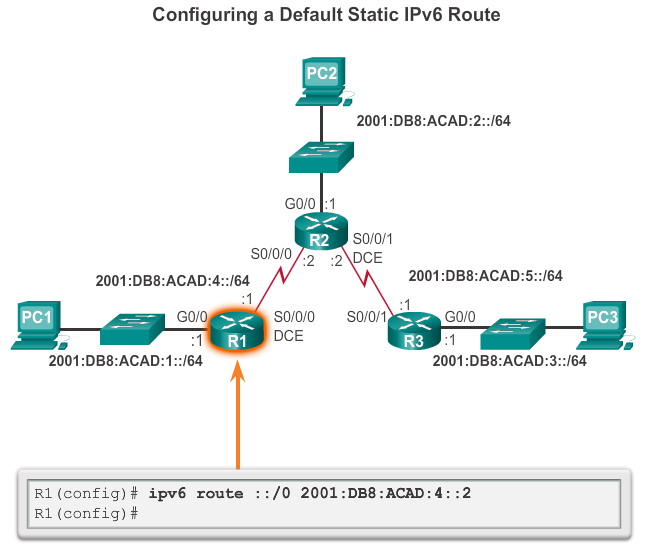 Configuring a Default Static IPv6 Route
PC2
2001:DB8:ACAD:2::/64
G0/0 :1
R2
S0/0/0 S0/0/1
:2 :2 DCE
2001:DB8:ACAD:4::/64 2001:DB8:ACAD:5::/64
:1 :1
PC1 G0/0 S0/0/0 S0/0/1 G0/0 PC3
:1 R1 DCE R3 :1
2001:DB8:ACAD:1::/64 2001:DB8:ACAD:3::/64
R1(config)# ipv6 route ::/0 2001:DB8:ACAD:4::2
R1(config)#